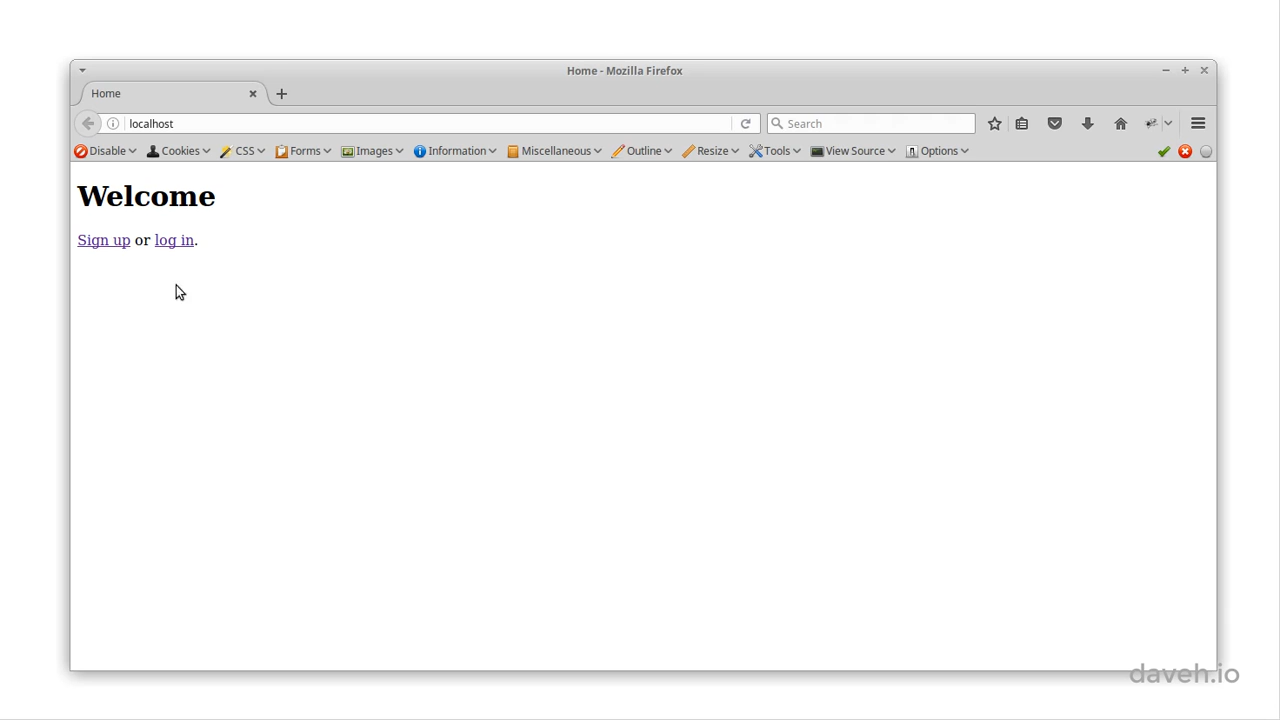 Home - Mozilla Firefox
Home
localhost
Search
Disable Cookies CSS Forms Images Information Miscellaneous Outline Resize Tools View Source Options
Welcome
Sign up or log in.
daveh.io